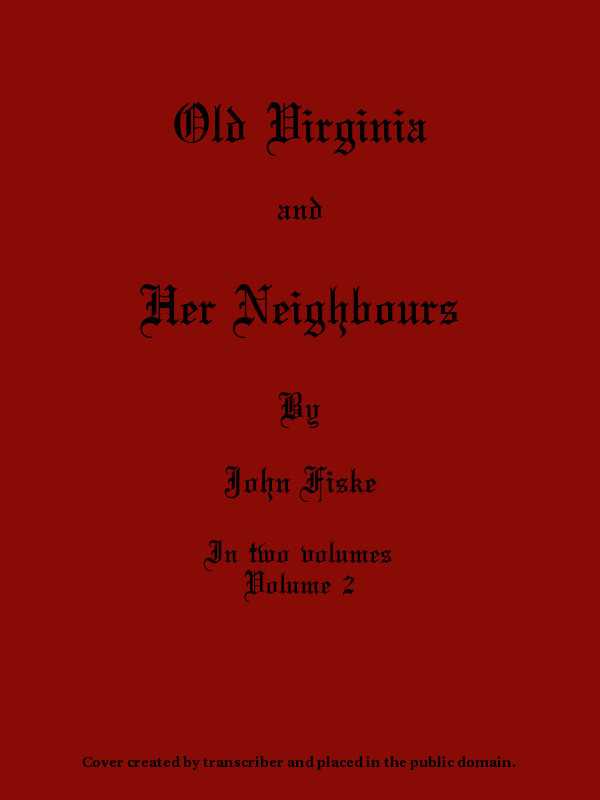 Old Virginia
and
Her Neighbours
By
John Fiske
In two volumes
Volume 2
Cover created by transcriber and placed in the public domain.